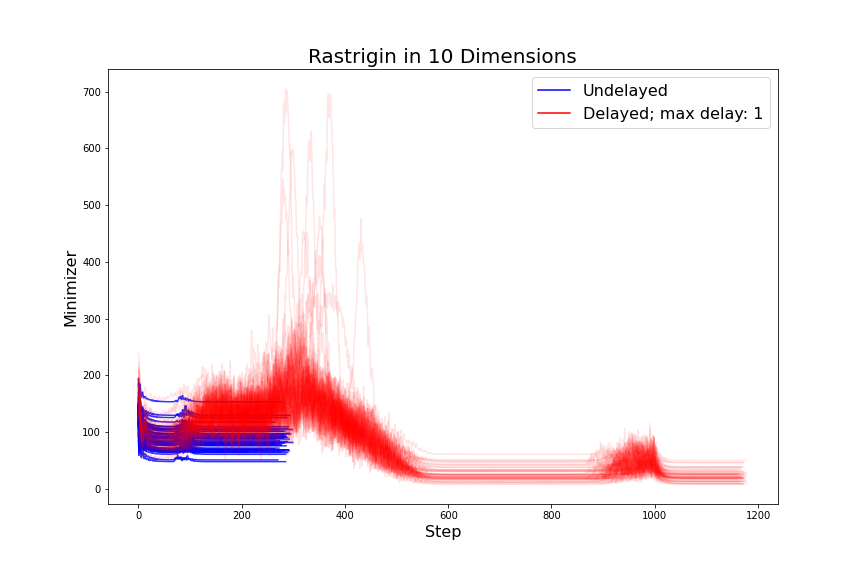 Rastrigin in 10 Dimensions
Undelayed
Delayed; max delay: 1
Minimizer
700
600
500
400
300
200
100
0
0 200 400 600 800 1000 1200
Step